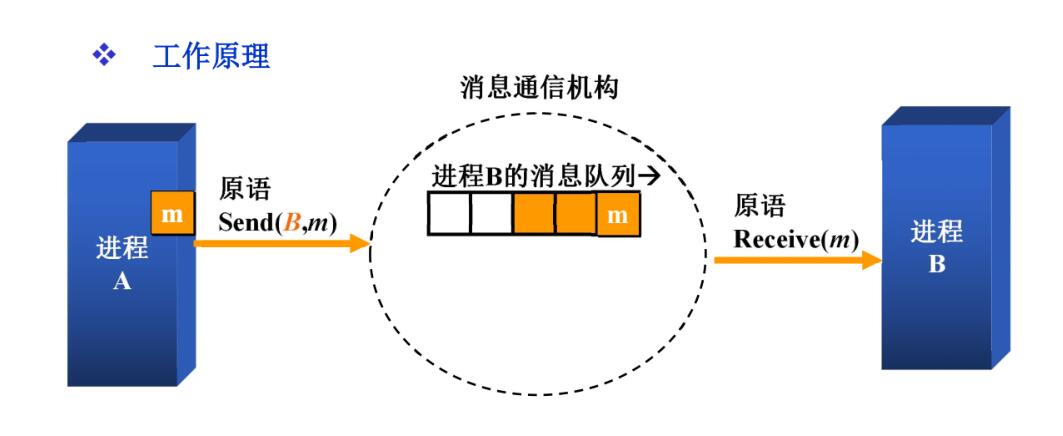 ❖ 工作原理
消息通信机构
进程B的消息队列→
m
m
原语
Send(B,m)
进程
A
原语
Receive(m)
进程
B